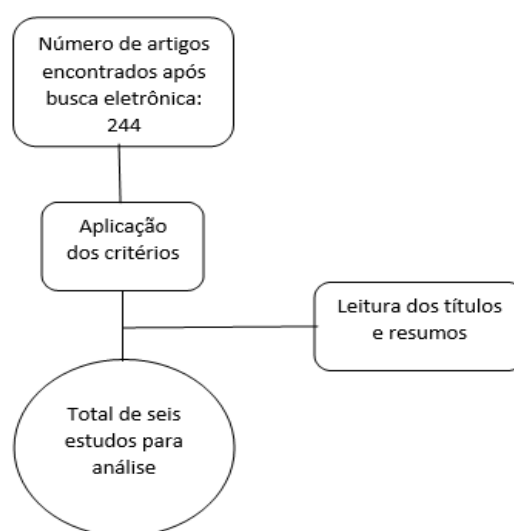 Número de artigos
encontrados após
busca eletrônica:
244
Aplicação
dos critérios
Leitura dos títulos
e resumos
Total de seis
estudos para
análise